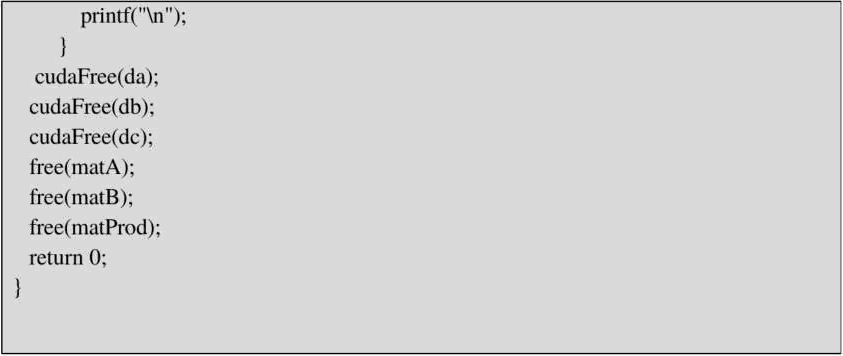 printf("\n");
}
cudaFree(da);
cudaFree(db);
cudaFree(dc);
free(matA);
free(matB);
free(matProd);
return 0;
}